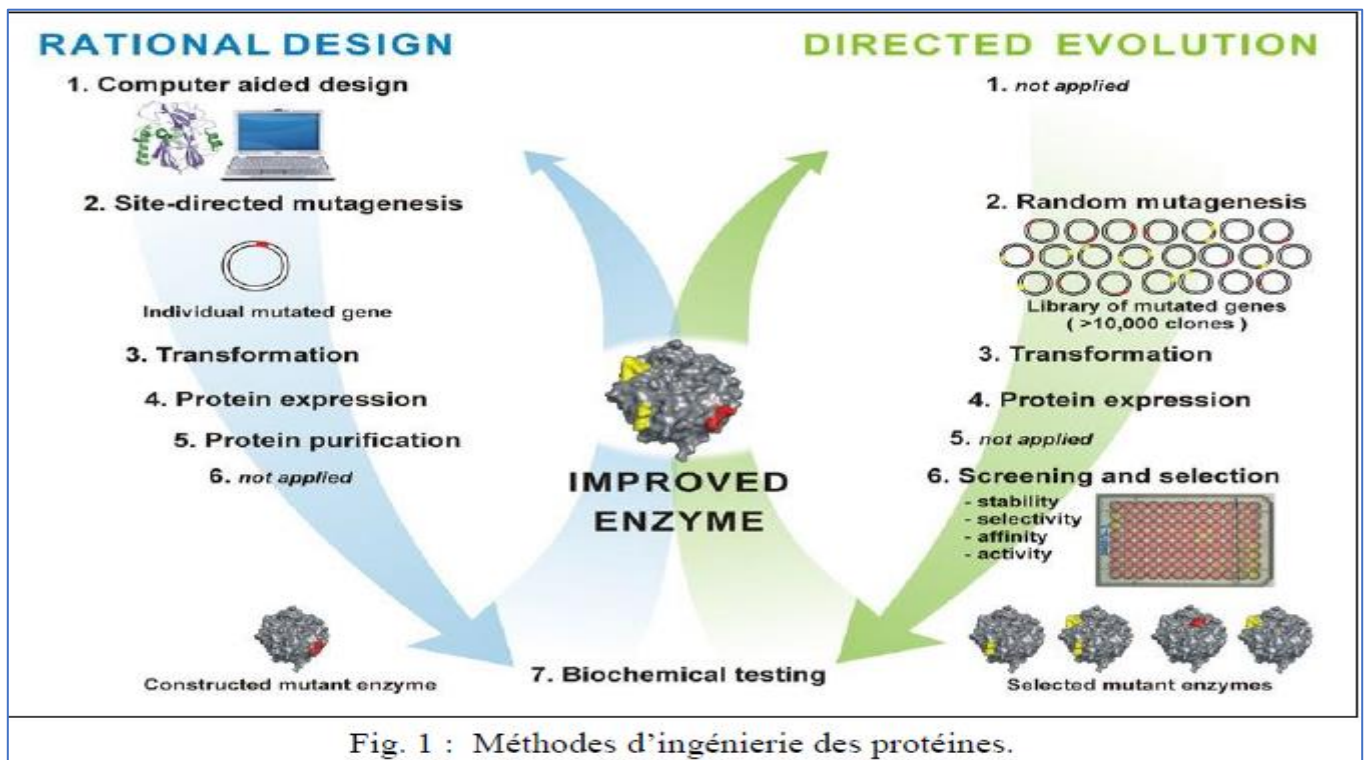 RATIONAL DESIGN
1. Computer aided design
2. Site-directed mutagenesis
Individual mutated gene
3. Transformation
4. Protein expression
5. Protein purification
6. not applied
Constructed mutant enzyme
IMPROVED
ENZYME
7. Biochemical testing
DIRECTED EVOLUTION
1. not applied
2. Random mutagenesis
Library of mutated genes
( >10,000 clones )
3. Transformation
4. Protein expression
5. not applied
6. Screening and selection
- stability
- selectivity
- affinity
- activity
Selected mutant enzymes
Fig. 1 : Méthodes d'ingénierie des protéines.